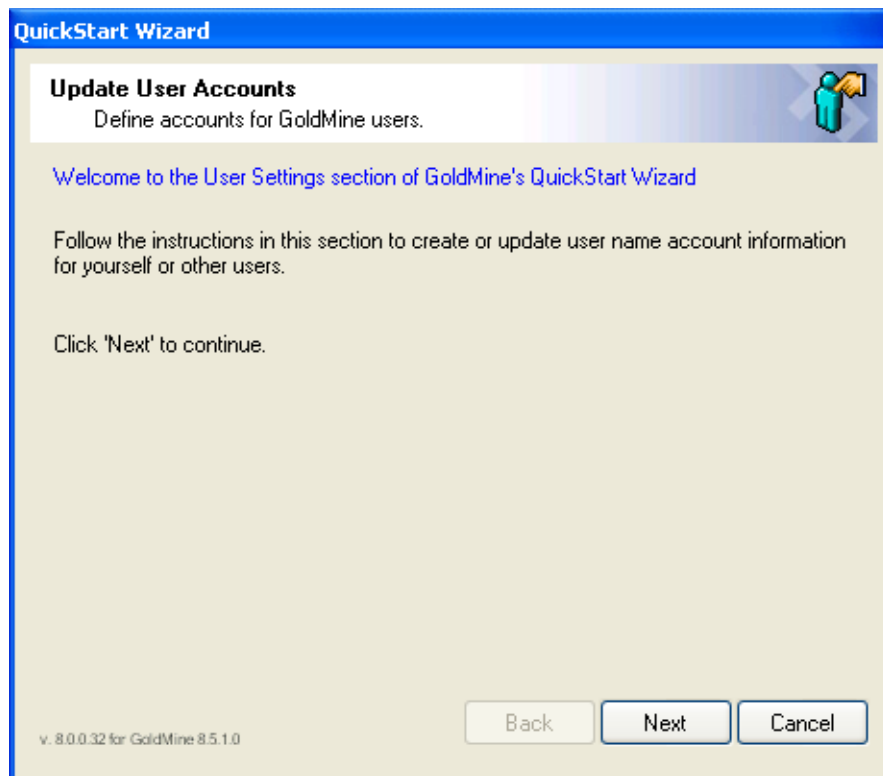 QuickStart Wizard
Update User Accounts
Define accounts for GoldMine users.
Welcome to the User Settings section of GoldMine's QuickStart Wizard
Follow the instructions in this section to create or update user name account information
for yourself or other users.
Click 'Next' to continue.
v. 8.0.0.32 for GoldMine 8.5.1.0
Back
Next
Cancel